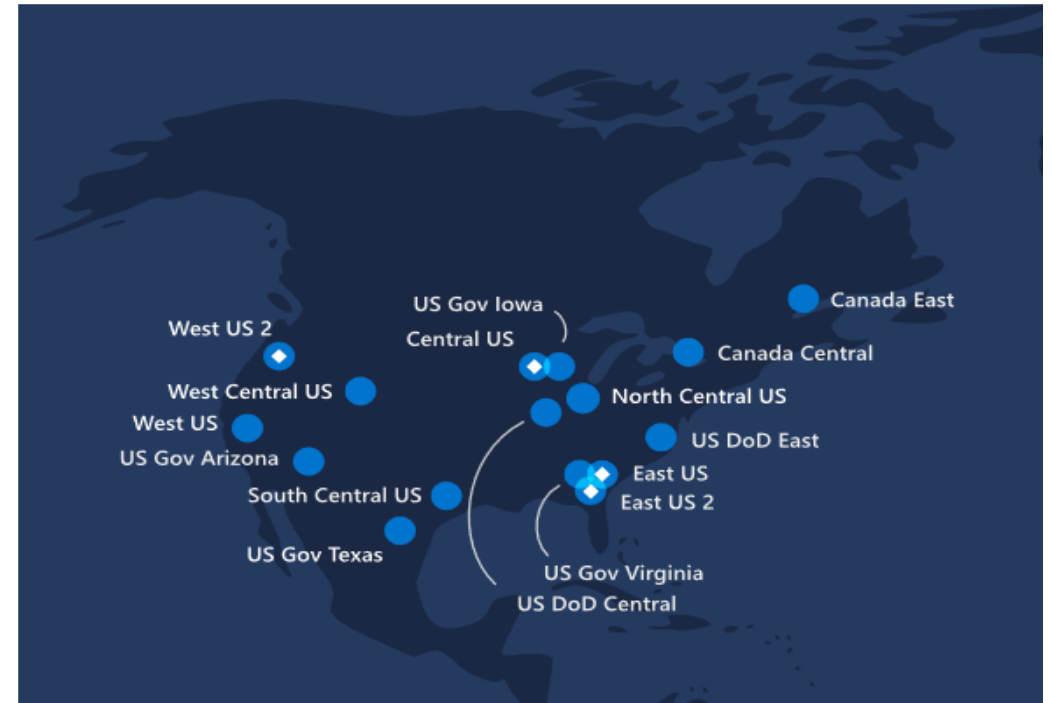 Canada East
US Gov Iowa
West US 2
Central US
Canada Central
West Central US
North Central US
West US
US DoD East
US Gov Arizona
East US
South Central US
East US 2
US Gov Texas
US Gov Virginia
US DoD Central